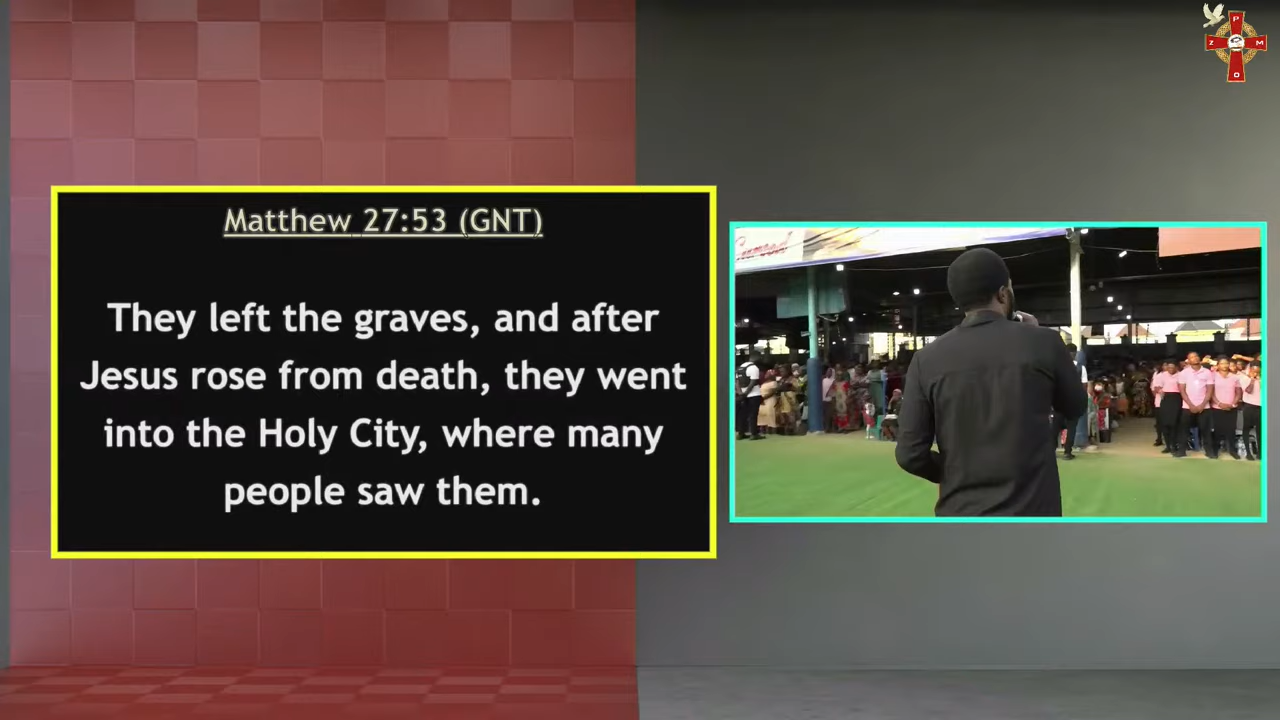 Matthew 27:53 (GNT)
They left the graves, and after
Jesus rose from death, they went
into the Holy City, where many
people saw them.
P
Z M
O